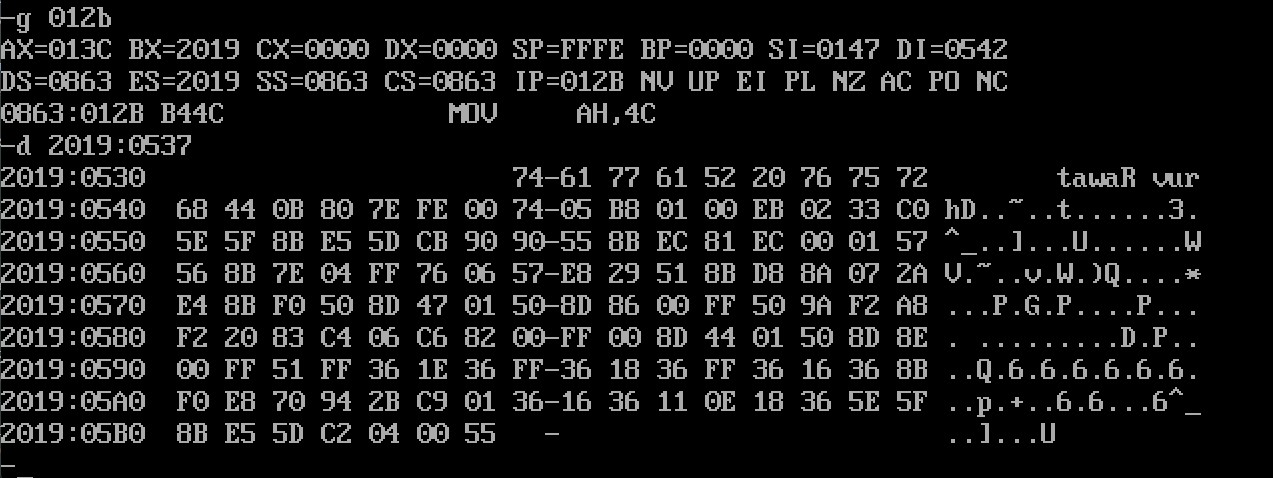 -g 012b
AX=013C BX=2019 CX=0000 DX=0000 SP=FFFE BP=0000 SI=0147 DI=0542
DS=0863 ES=2019 SS=0863 CS=0863 IP=012B NV UP EI PL NZ AC PO NC
0863:012B B44C              MOV     AH,4C
-d 2019:0537
2019:0530                      74-61 77 61 52 20 76 75 72        tawaR vur
2019:0540  68 44 0B 80 7E FE 00 74-05 B8 01 00 EB 02 33 C0 hD..~..t......3.
2019:0550  5E 5F 8B E5 5D CB 90 90-55 8B EC 81 EC 00 01 57 ^_..]...U......W
2019:0560  56 8B 7E 04 FF 76 06 57-E8 29 51 8B D8 8A 07 2A V.~..v.W.)Q....*
2019:0570  E4 8B F0 50 8D 47 01 50-8D 86 00 FF 50 9A F2 A8 ...P.G.P....P...
2019:0580  F2 20 83 C4 06 C6 82 00-FF 00 8D 44 01 50 8D 8E . .........D.P..
2019:0590  00 FF 51 FF 36 1E 36 FF-36 18 36 FF 36 16 36 8B ..Q.6.6.6.6.6.6.
2019:05A0  F0 E8 70 94 2B C9 01 36-16 36 11 0E 18 36 5E 5F ..p.+..6.6...6^_
2019:05B0  8B E5 5D C2 04 00 55   -                        ..]...U
-_